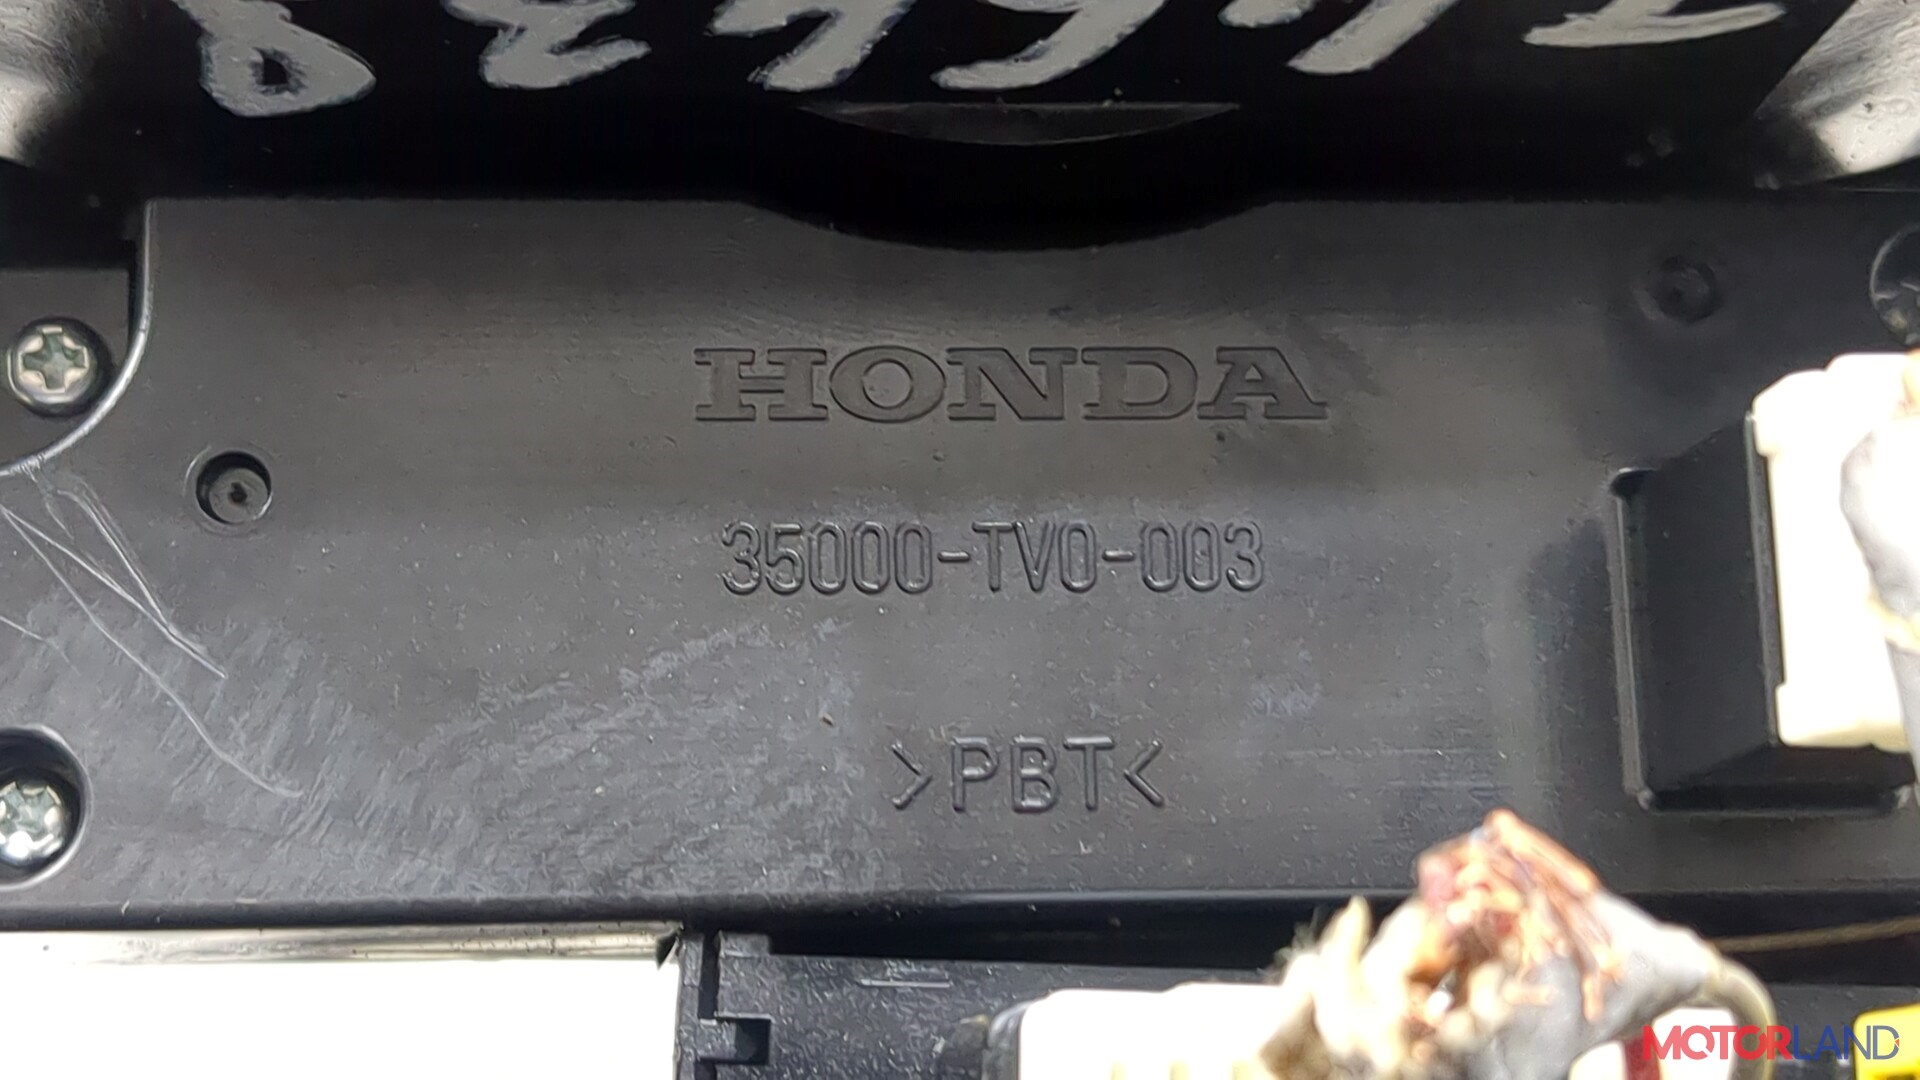 HONDA
35000-TV0-003
>PBT<
MOTORLAND